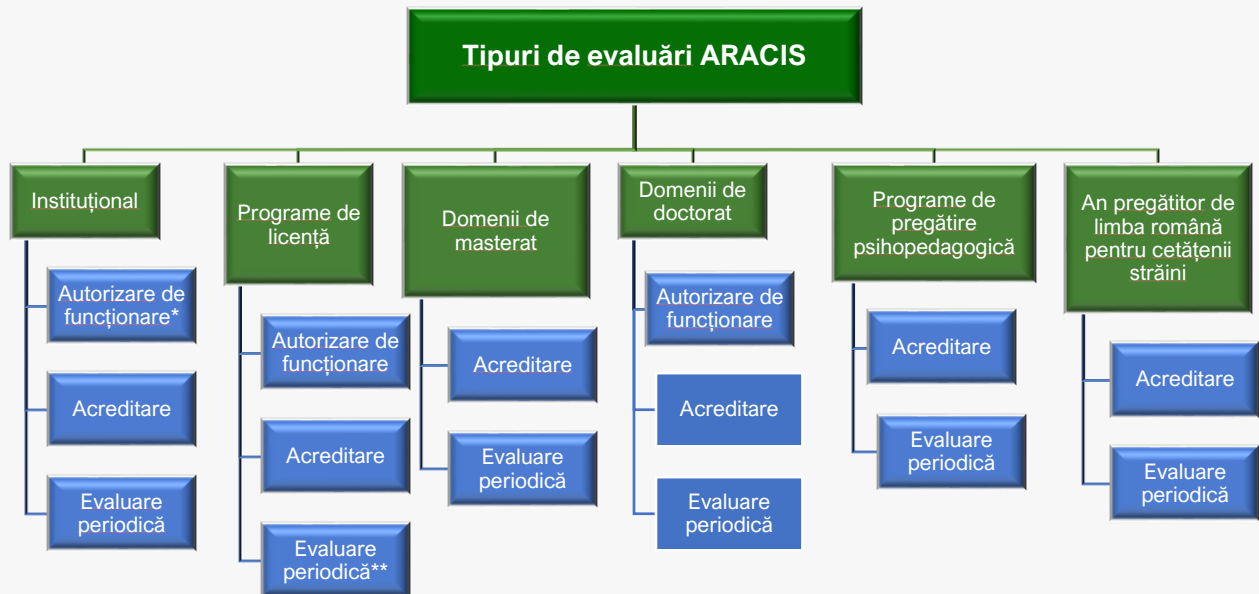 Tipuri de evaluări ARACIS
Instituțional
Autorizare de
funcționare*
Acreditare
Evaluare
periodică
Programe de
licență
Autorizare de
funcționare
Acreditare
Evaluare
periodică**
Domenii de
masterat
Acreditare
Evaluare
periodică
Domenii de
doctorat
Autorizare de
funcționare
Acreditare
Evaluare
periodică
Programe de
pregătire
psihopedagogică
Acreditare
Evaluare
periodică
An pregătitor de
limba română
pentru cetățenii
străini
Acreditare
Evaluare
periodică